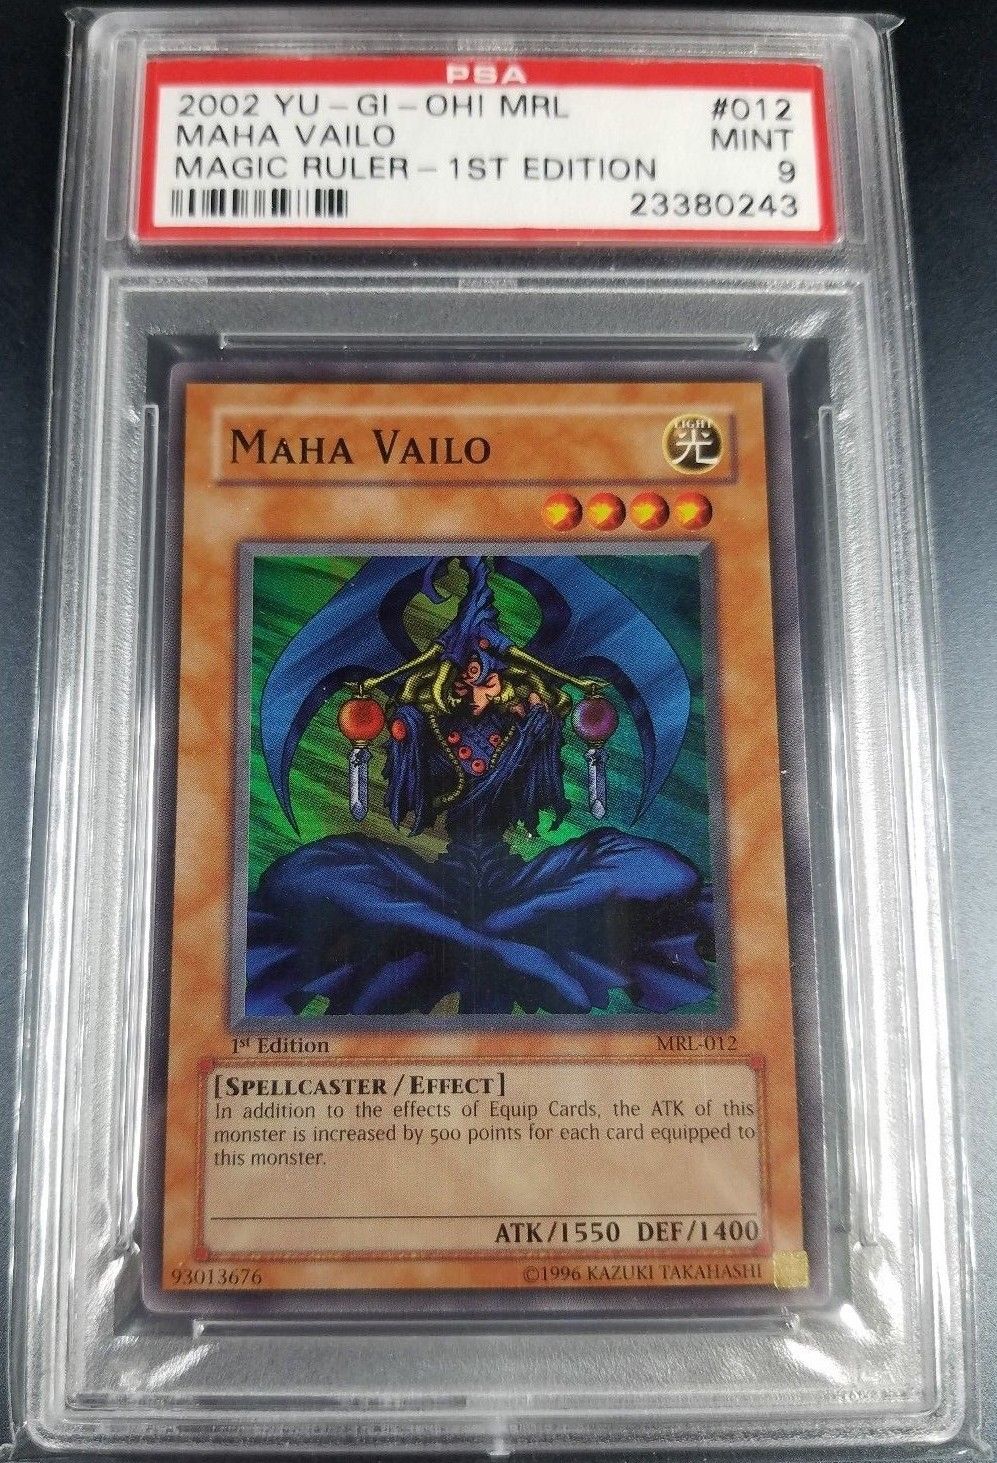 PSA
2002 YU-GI-OH! MRL #012
MAHA VAILO MINT
MAGIC RULER-1ST EDITION 9
23380243
MAHA VAILO
LIGHT
光
1st Edition MRL-012
[SPELLCASTER/EFFECT]
In addition to the effects of Equip Cards, the ATK of this
monster is increased by 500 points for each card equipped to
this monster.
ATK/1550 DEF/1400
93013676 ©1996 KAZUKI TAKAHASHI